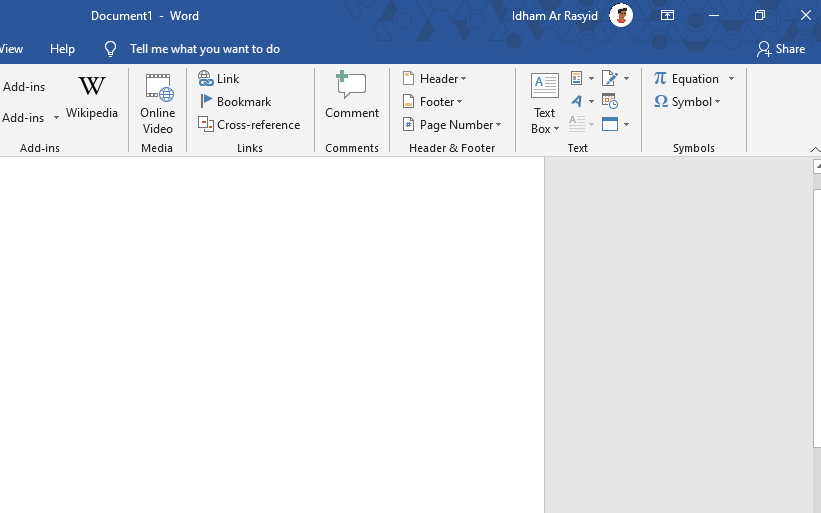 Document1 - Word
Idham Ar Rasyid
View
Help
Tell me what you want to do
Share
Add-ins
Add-ins
Wikipedia
Add-ins
Online
Video
Media
Link
Bookmark
Cross-reference
Links
Comment
Comments
Header
Footer
Page Number
Header & Footer
Text
Box
Text
Equation
Symbol
Symbols